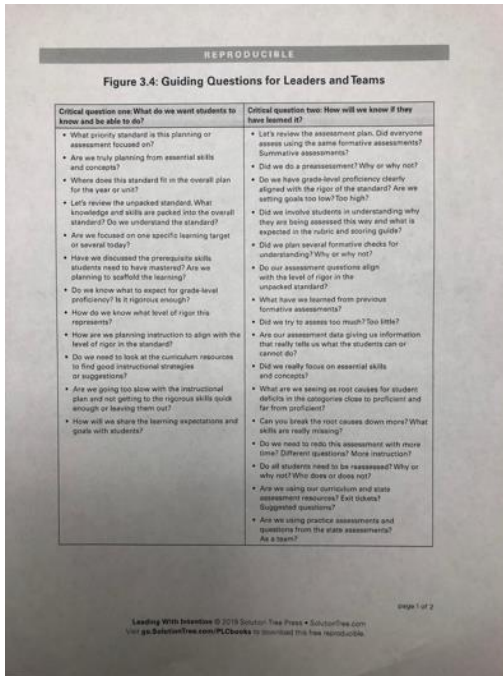 REPRODUCIBLE
Figure 3.4: Guiding Questions for Leaders and Teams
Critical question one: What do we want students to
know and be able to do?
• What priority standard is this planning or
assessment focused on?
• Are we truly planning from essential skills
and concepts?
• Where does this standard fit in the overall plan
for the year or unit?
• Let's review the unpacked standard. What
knowledge and skills are packed into the overall
standard? Do we understand the standard?
• Are we focused on one specific learning target
or several today?
• Have we discussed the prerequisite skills
students need to have mastered? Are we
planning to scaffold the learning?
• Do we know what to expect for grade-level
proficiency? Is it rigorous enough?
• How do we know what level of rigor this
represents?
• How are we planning instruction to align with the
level of rigor in the standard?
• Do we need to look at the curriculum resources
to find good instructional strategies
or suggestions?
• Are we going too slow with the instructional
plan and not getting to the rigorous skills quick
enough or leaving them out?
• How will we share the learning expectations and
goals with students?
Critical question two: How will we know if they
have learned it?
• Let's review the assessment plan. Did everyone
assess using the same formative assessments?
Summative assessments?
• Did we do a preassessment? Why or why not?
• Do we have grade-level proficiency clearly
aligned with the rigor of the standard? Are we
setting goals too low? Too high?
• Did we involve students in understanding why
they are being assessed this way and what is
expected in the rubric and scoring guide?
• Did we plan several formative checks for
understanding? Why or why not?
• Do our assessment questions align
with the level of rigor in the
unpacked standard?
• What have we learned from previous
formative assessments?
• Did we try to assess too much? Too little?
• Are our assessment data giving us information
that really tells us what the students can or
cannot do?
• Did we really focus on essential skills
and concepts?
• What are we seeing as root causes for student
deficits in the categories close to proficient and
far from proficient?
• Can you break the root causes down more? What
skills are really missing?
• Do we need to redo this assessment with more
time? Different questions? More instruction?
• Do all students need to be reassessed? Why or
why not? Who does or does not?
• Are we using our curriculum and state
assessment resources? Exit tickets?
Suggested questions?
• Are we using practice assessments and
questions from the state assessments?
As a team?
page 1 of 2
Leading With Intention © 2019 Solution Tree Press • SolutionTree.com
Visit go.SolutionTree.com/PLCbooks to download this free reproducible.